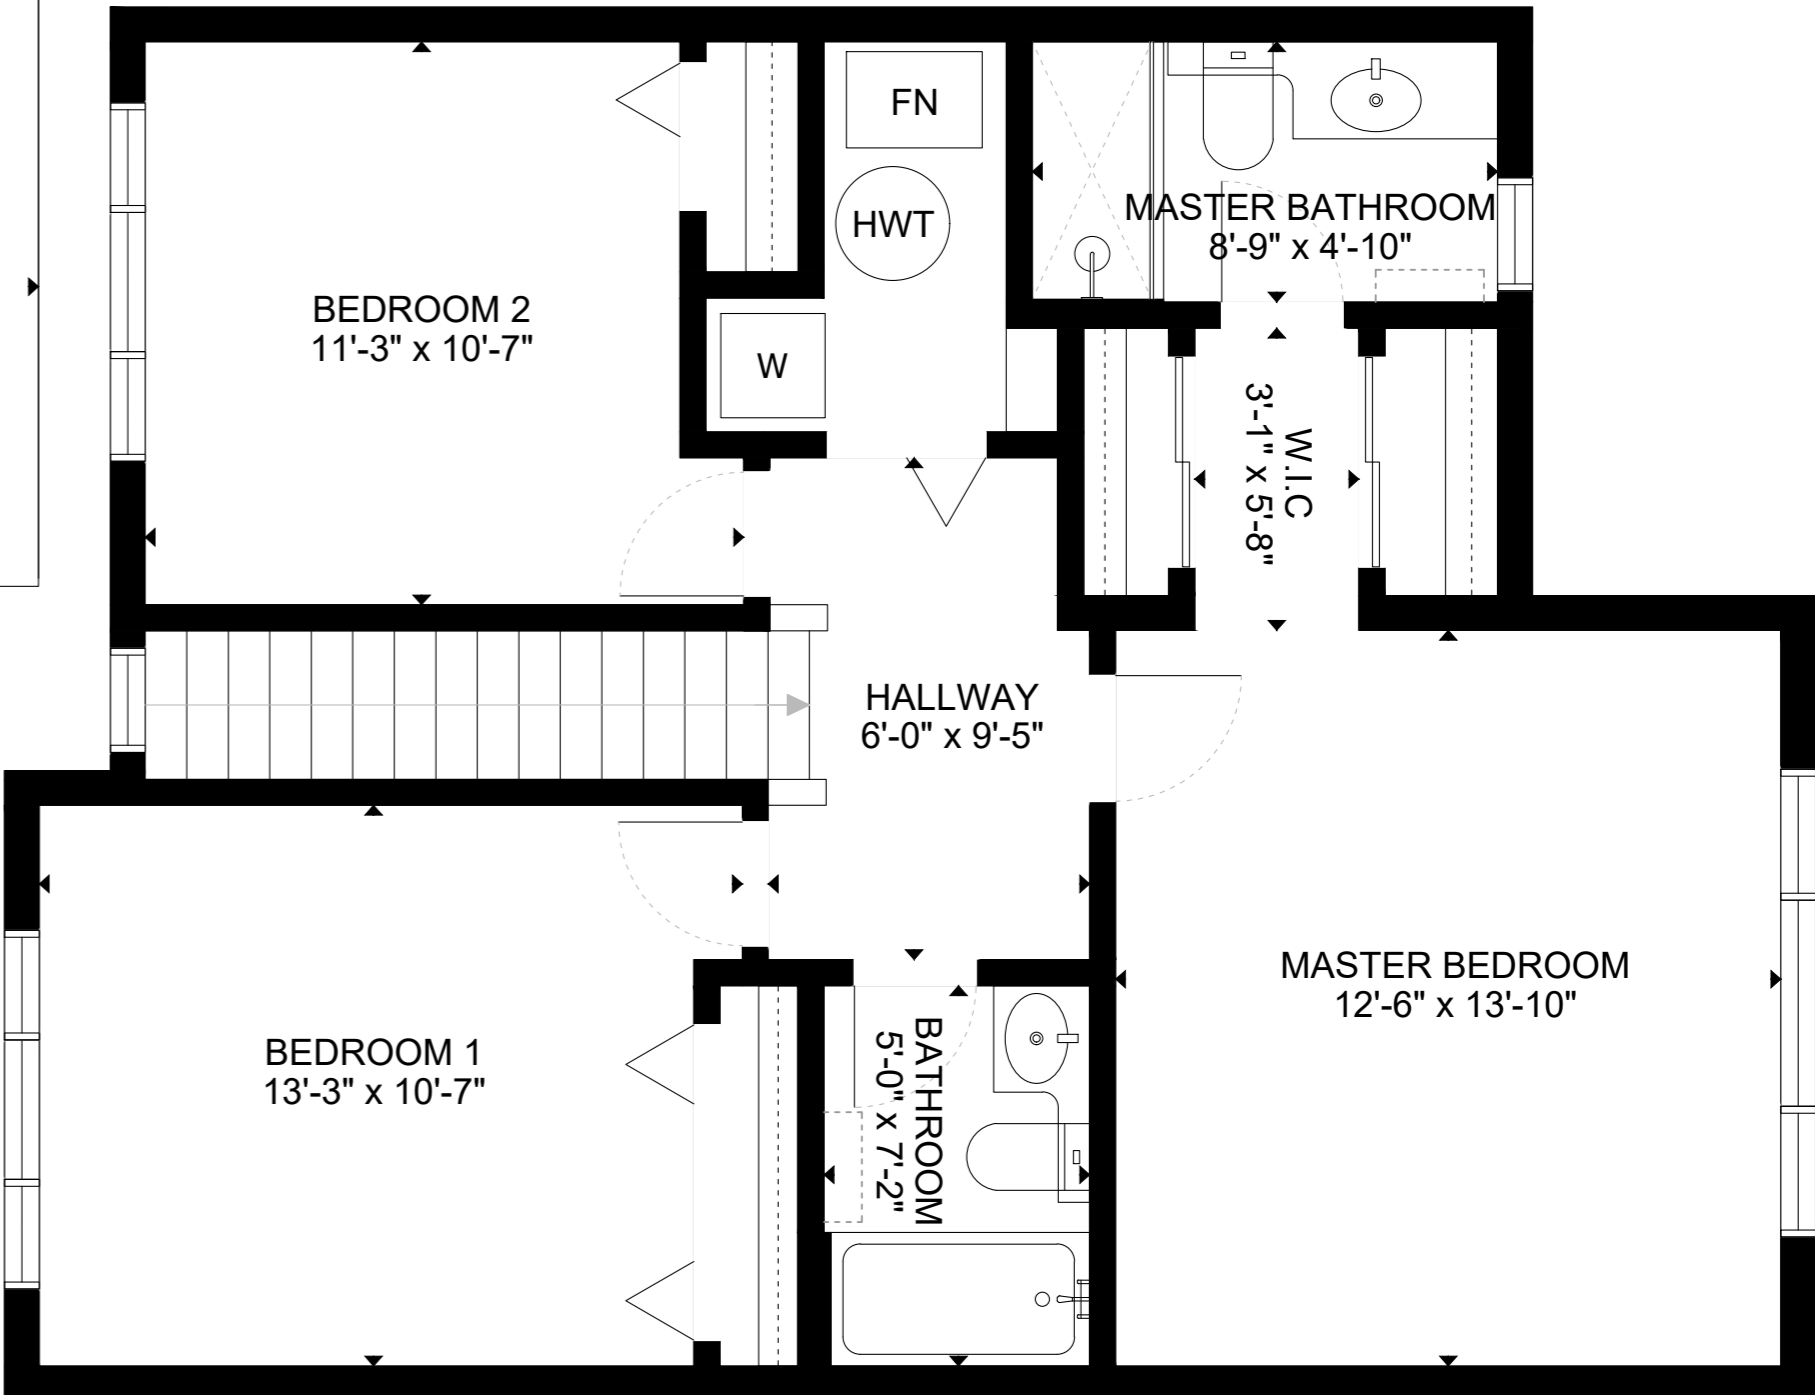 FN
HWT
MASTER BATHROOM
8'-9" x 4'-10"
BEDROOM 2
11'-3" x 10'-7"
W
W.I.C
3'-1" x 5'-8"
HALLWAY
6'-0" x 9'-5"
MASTER BEDROOM
12'-6" x 13'-10"
BEDROOM 1
13'-3" x 10'-7"
BATHROOM
5'-0" x 7'-2"